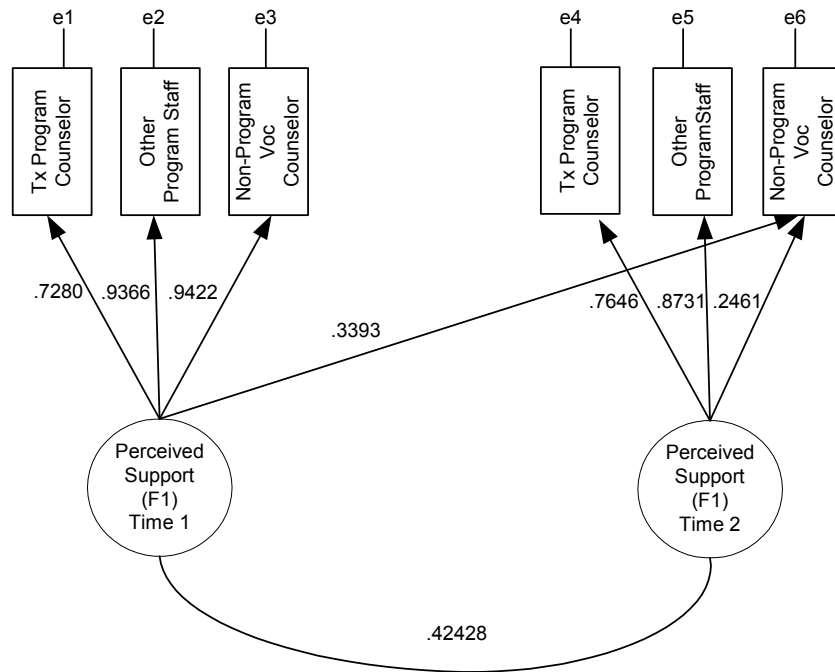 e1
e2
e3
e4
e5
e6
Tx Program
Counselor
Other
Program Staff
Non-Program
Voc
Counselor
Tx Program
Counselor
Other
ProgramStaff
Non-Program
Voc
Counselor
.7280
.9366
.9422
.3393
.7646
.8731
.2461
Perceived
Support
(F1)
Time 1
Perceived
Support
(F1)
Time 2
.42428